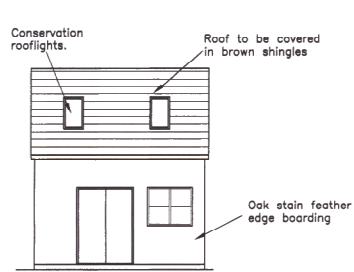 Conservation
rooflights.
Roof to be covered
in brown shingles
Oak stain feather
edge boarding